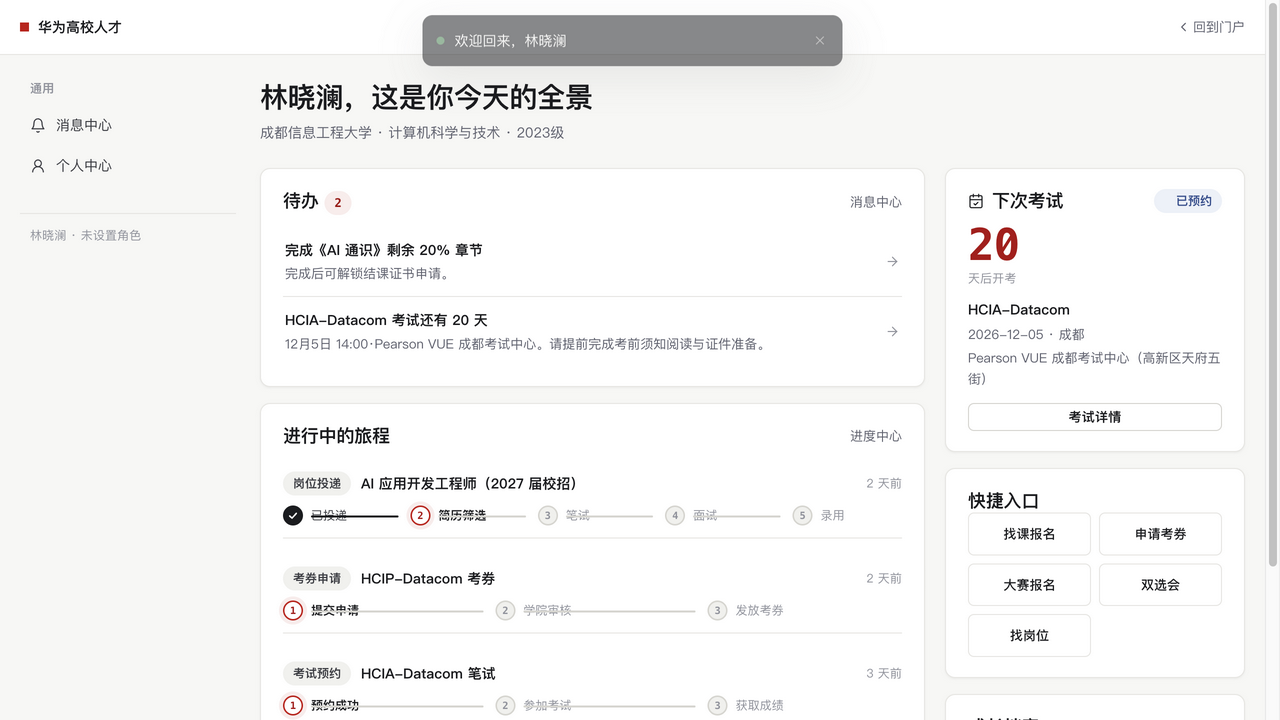 华为高校人才
欢迎回来，林晓澜
回到门户
通用
消息中心
个人中心
林晓澜 · 未设置角色
林晓澜，这是你今天的全景
成都信息工程大学 · 计算机科学与技术 · 2023级
待办 2
消息中心
完成《AI 通识》剩余 20% 章节
完成后可解锁结课证书申请。
HCIA-Datacom 考试还有 20 天
12月5日 14:00·Pearson VUE 成都考试中心。请提前完成考前须知阅读与证件准备。
进行中的旅程
进度中心
岗位投递 AI 应用开发工程师（2027 届校招） 2 天前
已投递 2 简历筛选 3 笔试 4 面试 5 录用
考券申请 HCIP-Datacom 考券 2 天前
1 提交申请 2 学院审核 3 发放考券
考试预约 HCIA-Datacom 笔试 3 天前
1 预约成功 2 参加考试 3 获取成绩
下次考试 已预约
20
天后开考
HCIA-Datacom
2026-12-05 · 成都
Pearson VUE 成都考试中心（高新区天府五
街）
考试详情
快捷入口
找课报名 申请考券
大赛报名 双选会
找岗位